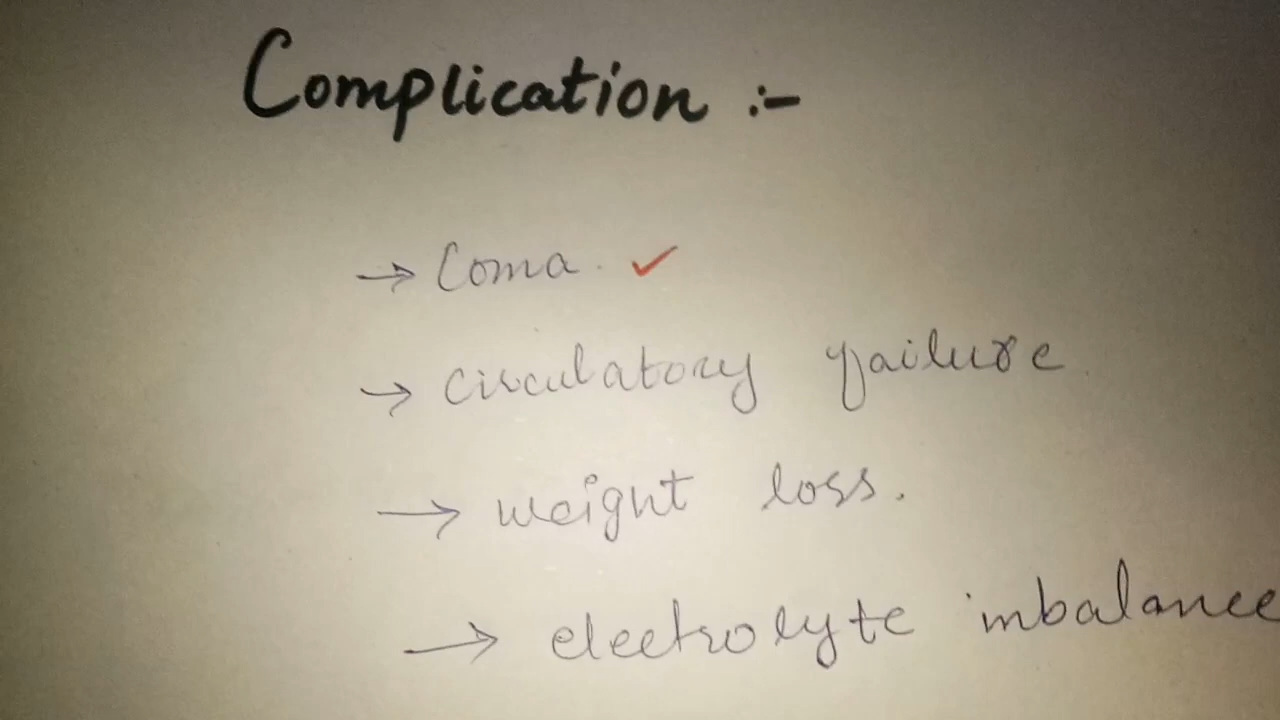 Complication :-
→ Coma. ✓
→ circulatory failure
→ weight loss.
→ electrolyte imbalance